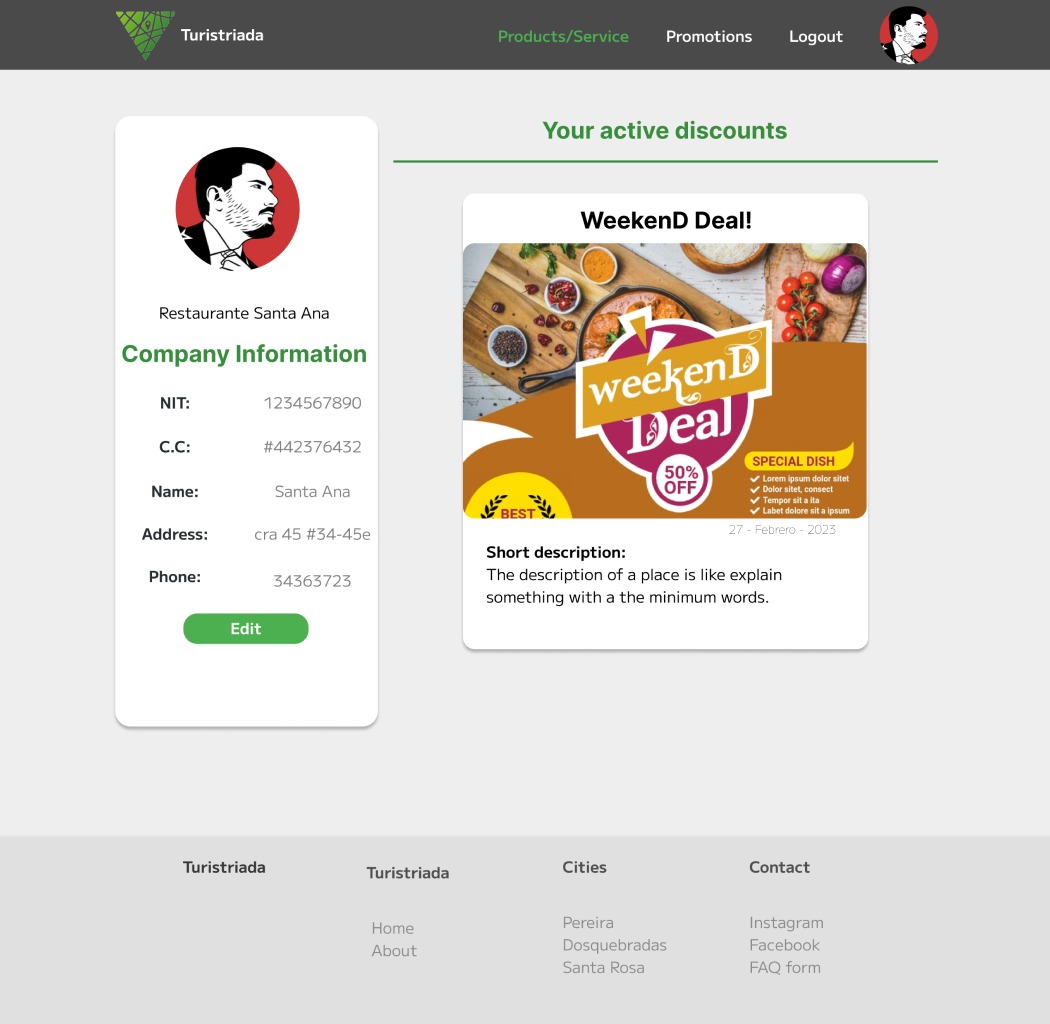 Turistriada
Products/Service
Promotions
Logout
Restaurante Santa Ana
Company Information
NIT: 1234567890
C.C: #442376432
Name: Santa Ana
Address: cra 45 #34-45e
Phone: 34363723
Edit
Your active discounts
WeekenD Deal!
weekenD
Deal
50%
OFF
SPECIAL DISH
Lorem ipsum dolor sitet
Dolor sitet, consect
Tempor sit a ita
Labet dolore sit a ipsum
BEST
27 - Febrero - 2023
Short description:
The description of a place is like explain
something with a the minimum words.
Turistriada
Turistriada
Home
About
Cities
Pereira
Dosquebradas
Santa Rosa
Contact
Instagram
Facebook
FAQ form